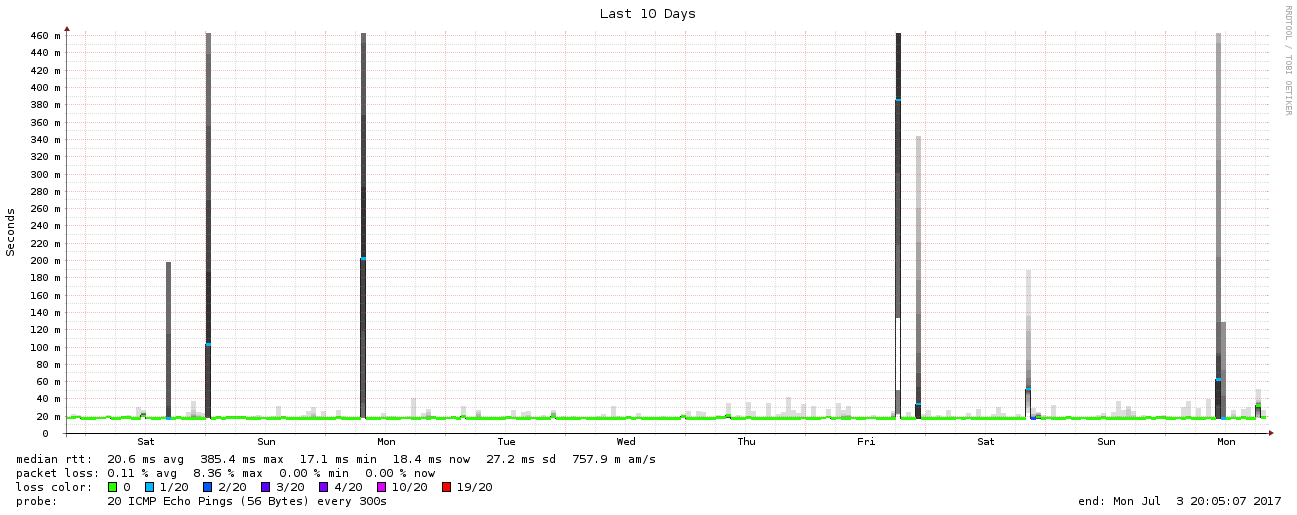 Last 10 Days
RRDTOOL / TOBI OETIKER
Seconds
460 m
440 m
420 m
400 m
380 m
360 m
340 m
320 m
300 m
280 m
260 m
240 m
220 m
200 m
180 m
160 m
140 m
120 m
100 m
80 m
60 m
40 m
20 m
0
Sat Sun Mon Tue Wed Thu Fri Sat Sun Mon
median rtt: 20.6 ms avg 385.4 ms max 17.1 ms min 18.4 ms now 27.2 ms sd 757.9 m am/s
packet loss: 0.11 % avg 8.36 % max 0.00 % min 0.00 % now
loss color: 0 1/20 2/20 3/20 4/20 10/20 19/20
probe: 20 ICMP Echo Pings (56 Bytes) every 300s end: Mon Jul 3 20:05:07 2017